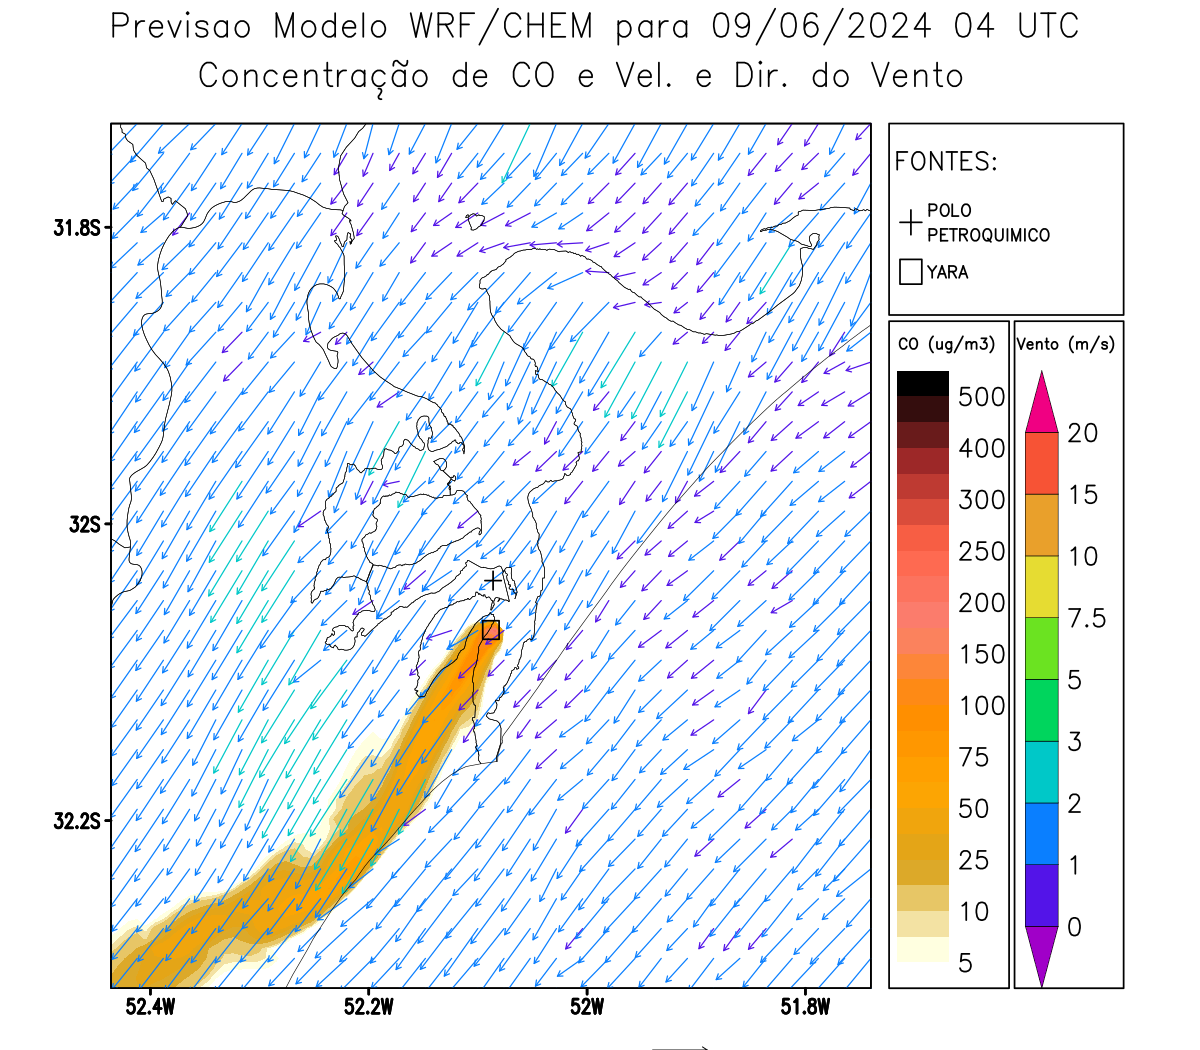 Previsao Modelo WRF/CHEM para 09/06/2024 04 UTC
Concentração de CO e Vel. e Dir. do Vento
FONTES:
POLO
PETROQUIMICO
YARA
CO (ug/m3)
500
400
300
250
200
150
100
75
50
25
10
5
Vento (m/s)
20
15
10
7.5
5
3
2
1
0
31.8S
32S
32.2S
52.4W
52.2W
52W
51.8W